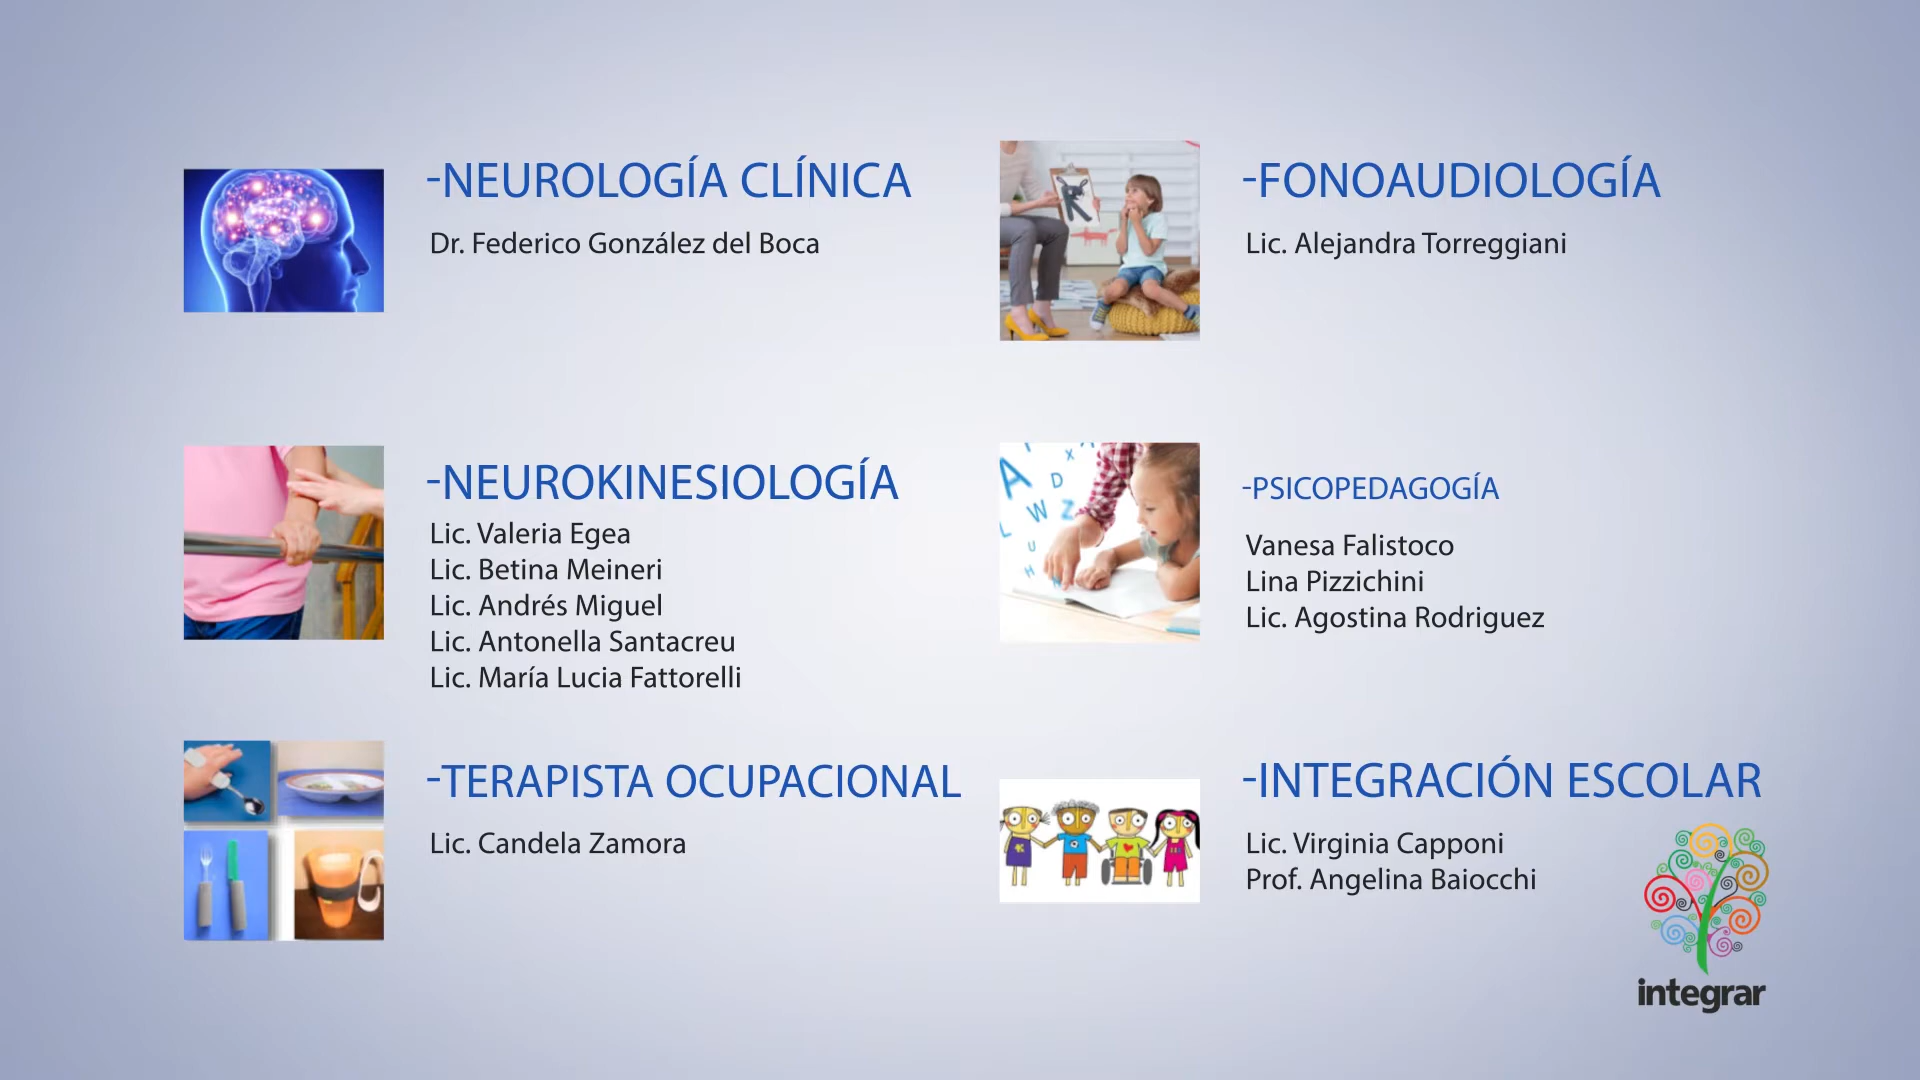 -NEUROLOGÍA CLÍNICA
Dr. Federico González del Boca
-FONOAUDIOLOGÍA
Lic. Alejandra Torreggiani
-NEUROKINESIOLOGÍA
Lic. Valeria Egea
Lic. Betina Meineri
Lic. Andrés Miguel
Lic. Antonella Santacreu
Lic. María Lucia Fattorelli
-PSICOPEDAGOGÍA
Vanesa Falistoco
Lina Pizzichini
Lic. Agostina Rodriguez
-TERAPISTA OCUPACIONAL
Lic. Candela Zamora
-INTEGRACIÓN ESCOLAR
Lic. Virginia Capponi
Prof. Angelina Baiocchi
integrar